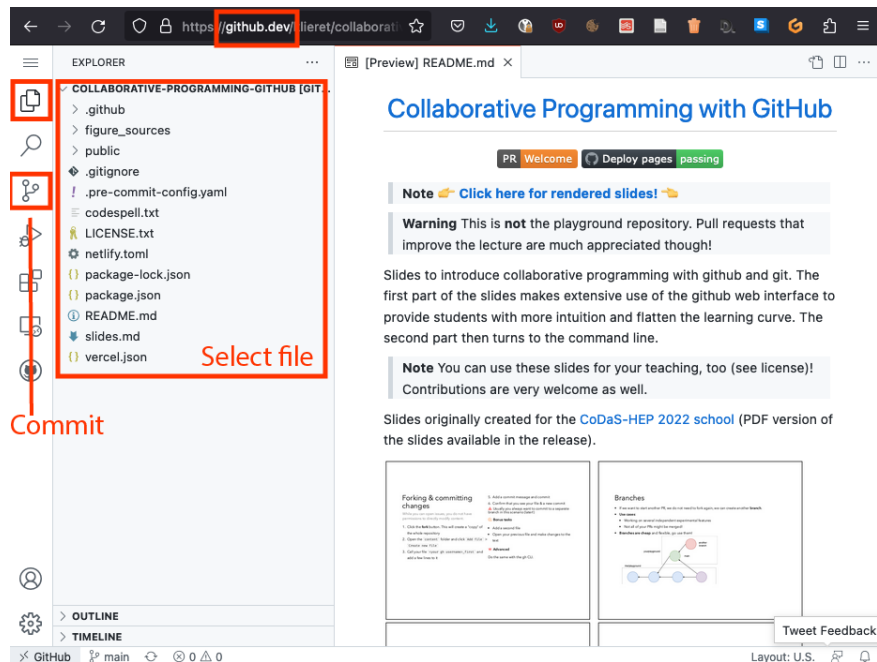 https://github.dev/klieret/collaborati
EXPLORER
[Preview] README.md
COLLABORATIVE-PROGRAMMING-GITHUB [GIT...
.github
figure_sources
public
.gitignore
.pre-commit-config.yaml
codespell.txt
LICENSE.txt
netlify.toml
package-lock.json
package.json
README.md
slides.md
vercel.json
Select file
Commit
OUTLINE
TIMELINE
Collaborative Programming with GitHub
PR Welcome Deploy pages passing
Note 👉 Click here for rendered slides! 👈
Warning This is not the playground repository. Pull requests that
improve the lecture are much appreciated though!
Slides to introduce collaborative programming with github and git. The
first part of the slides makes extensive use of the github web interface to
provide students with more intuition and flatten the learning curve. The
second part then turns to the command line.
Note You can use these slides for your teaching, too (see license)!
Contributions are very welcome as well.
Slides originally created for the CoDaS-HEP 2022 school (PDF version of
the slides available in the release).
Forking & committing
changes
Branches
Tweet Feedback
GitHub main 0 0
Layout: U.S.